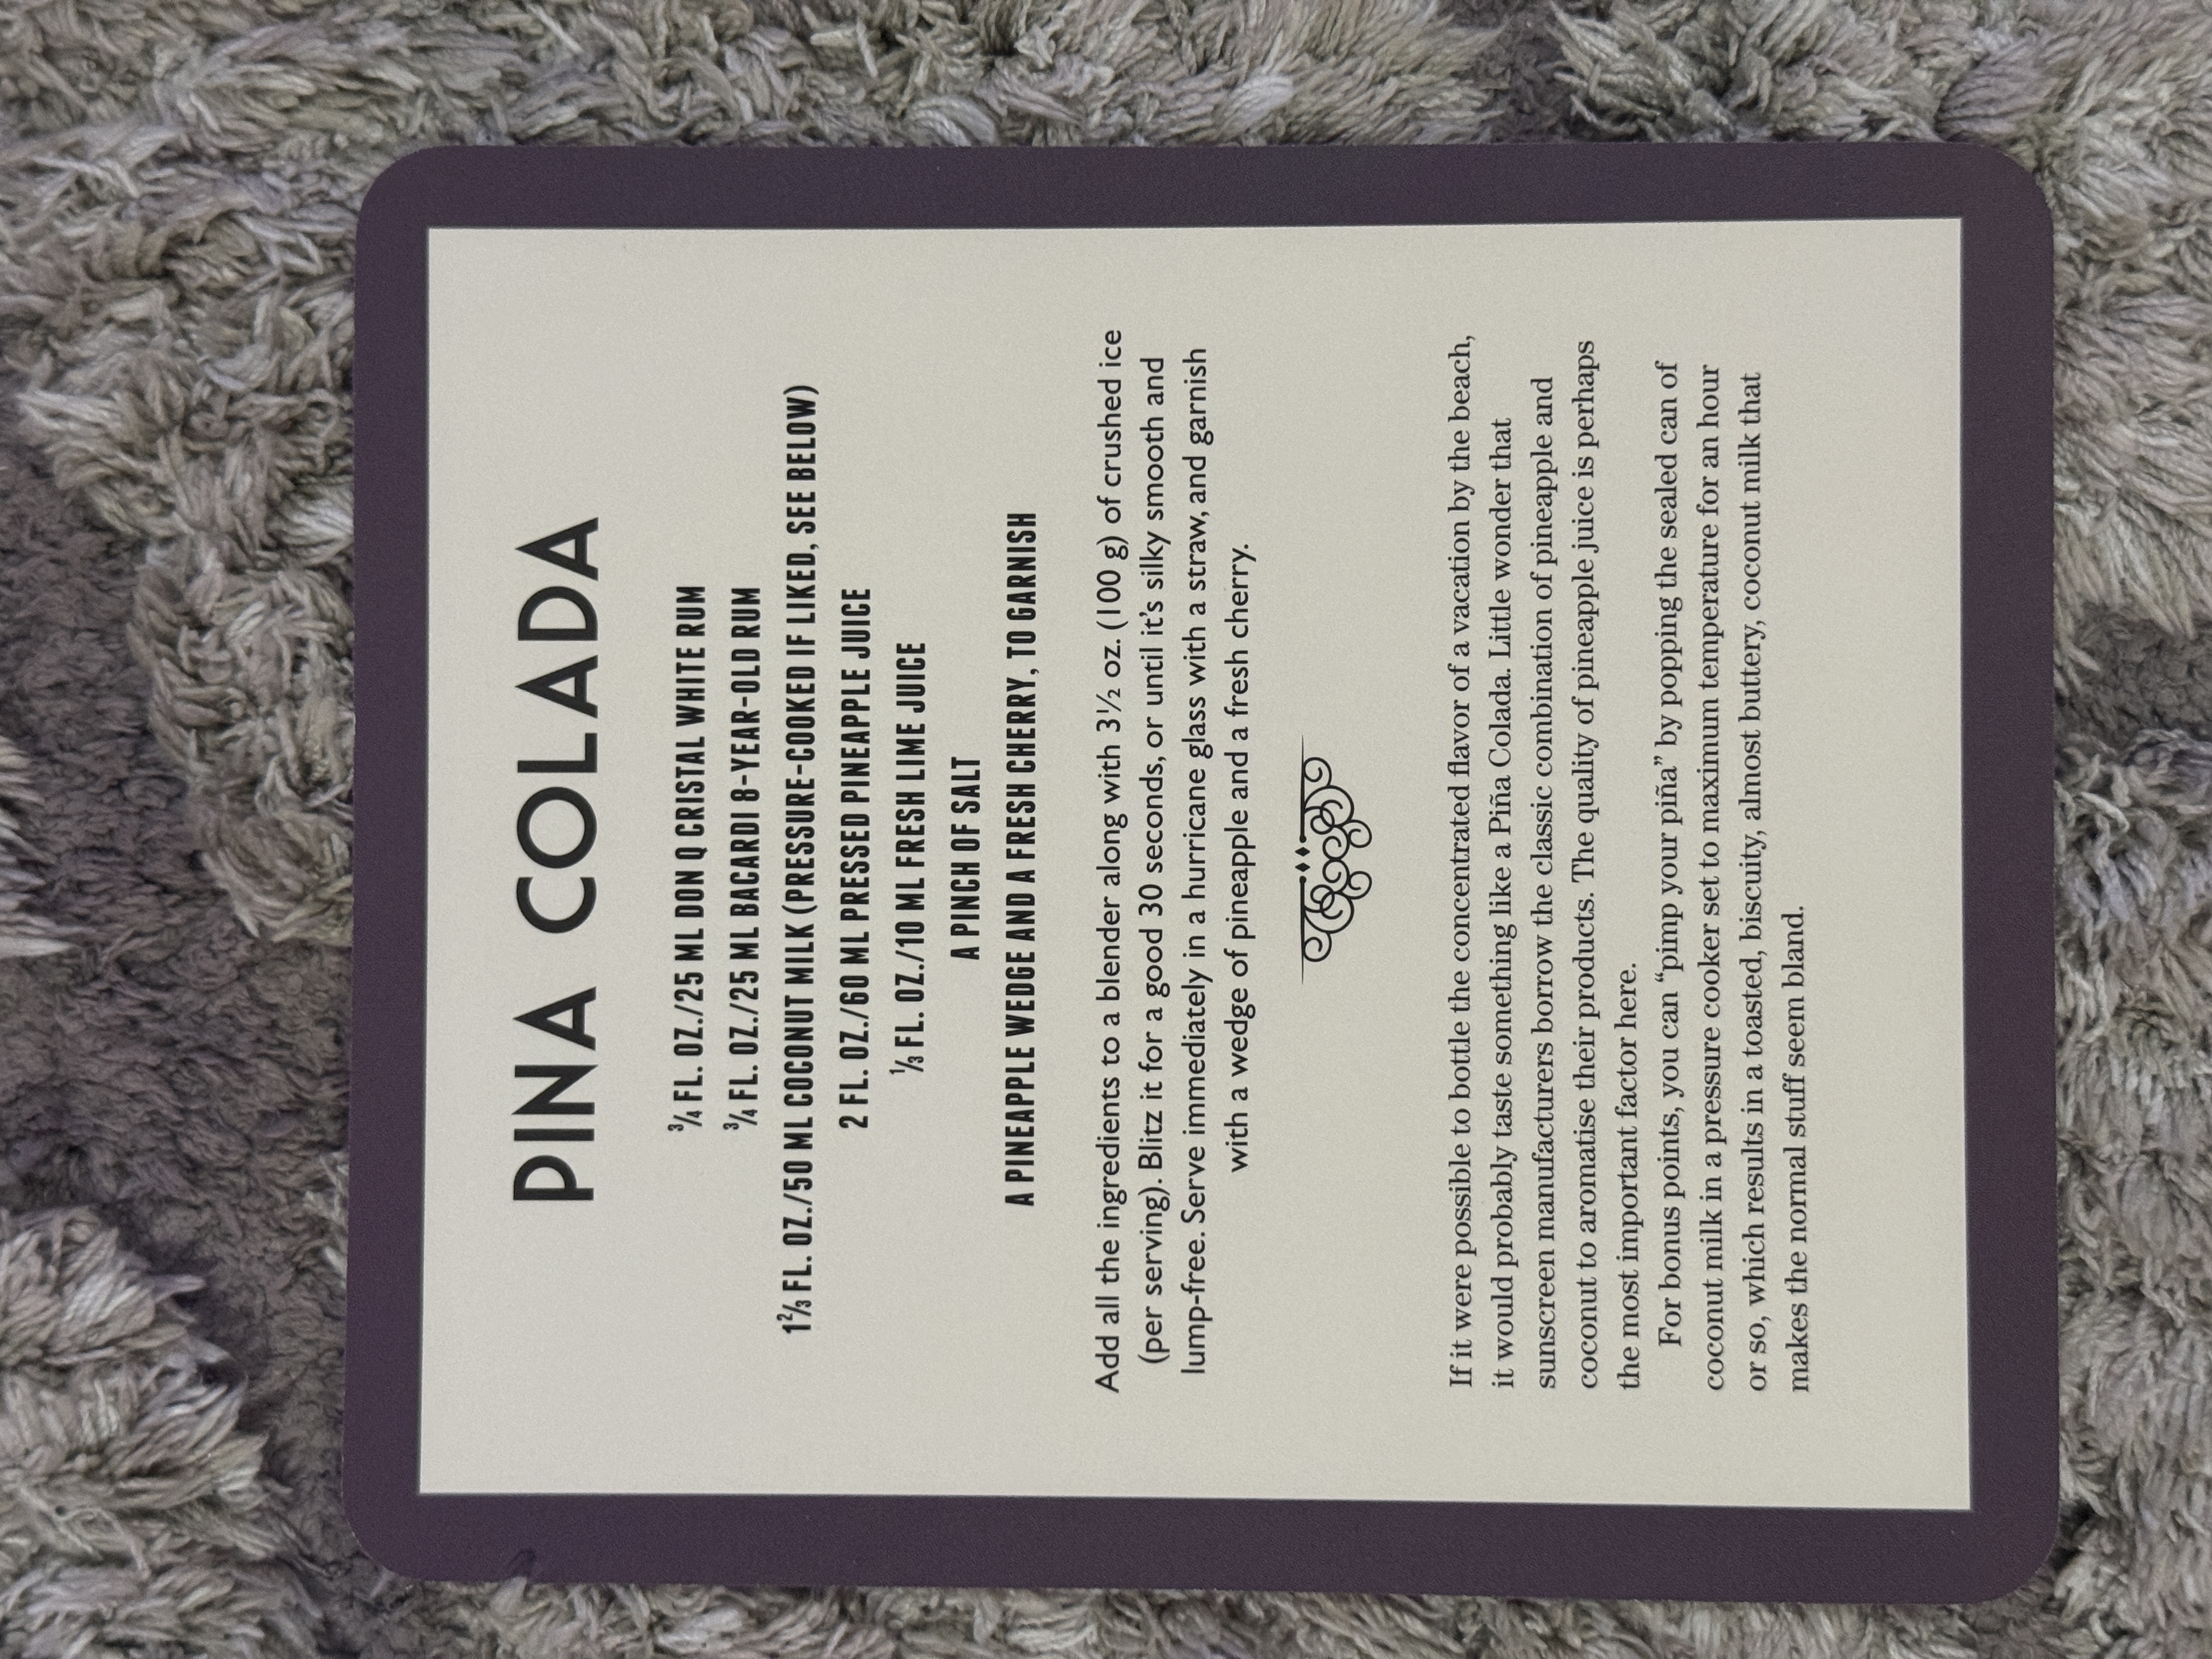 PINA COLADA
¾ FL. OZ./25 ML DON Q CRISTAL WHITE RUM
¾ FL. OZ./25 ML BACARDI 8-YEAR-OLD RUM
1⅔ FL. OZ./50 ML COCONUT MILK (PRESSURE-COOKED IF LIKED, SEE BELOW)
2 FL. OZ./60 ML PRESSED PINEAPPLE JUICE
⅓ FL. OZ./10 ML FRESH LIME JUICE
A PINCH OF SALT
A PINEAPPLE WEDGE AND A FRESH CHERRY, TO GARNISH
Add all the ingredients to a blender along with 3½ oz. (100 g) of crushed ice
(per serving). Blitz it for a good 30 seconds, or until it's silky smooth and
lump-free. Serve immediately in a hurricane glass with a straw, and garnish
with a wedge of pineapple and a fresh cherry.
If it were possible to bottle the concentrated flavor of a vacation by the beach,
it would probably taste something like a Piña Colada. Little wonder that
sunscreen manufacturers borrow the classic combination of pineapple and
coconut to aromatise their products. The quality of pineapple juice is perhaps
the most important factor here.
For bonus points, you can “pimp your piña” by popping the sealed can of
coconut milk in a pressure cooker set to maximum temperature for an hour
or so, which results in a toasted, biscuity, almost buttery, coconut milk that
makes the normal stuff seem bland.